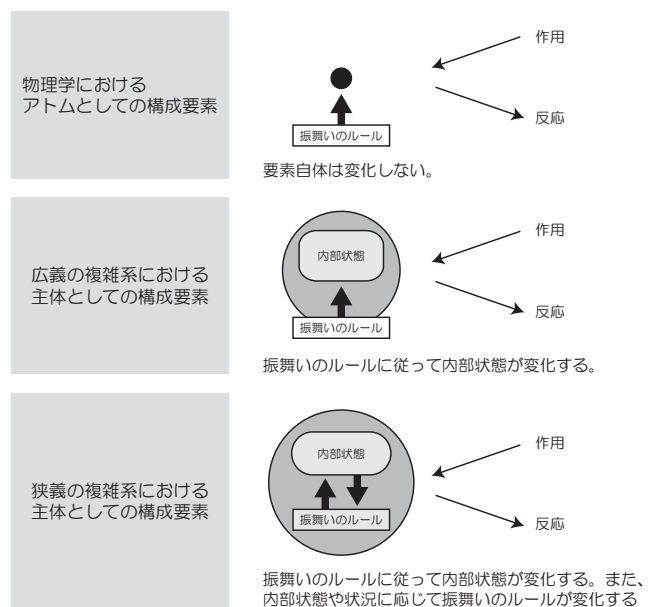 物理学における
アトムとしての構成要素
作用
反応
振舞いのルール
要素自体は変化しない。
広義の複雑系における
主体としての構成要素
内部状態
作用
反応
振舞いのルール
振舞いのルールに従って内部状態が変化する。
狭義の複雑系における
主体としての構成要素
内部状態
作用
反応
振舞いのルール
振舞いのルールに従って内部状態が変化する。また、
内部状態や状況に応じて振舞いのルールが変化する